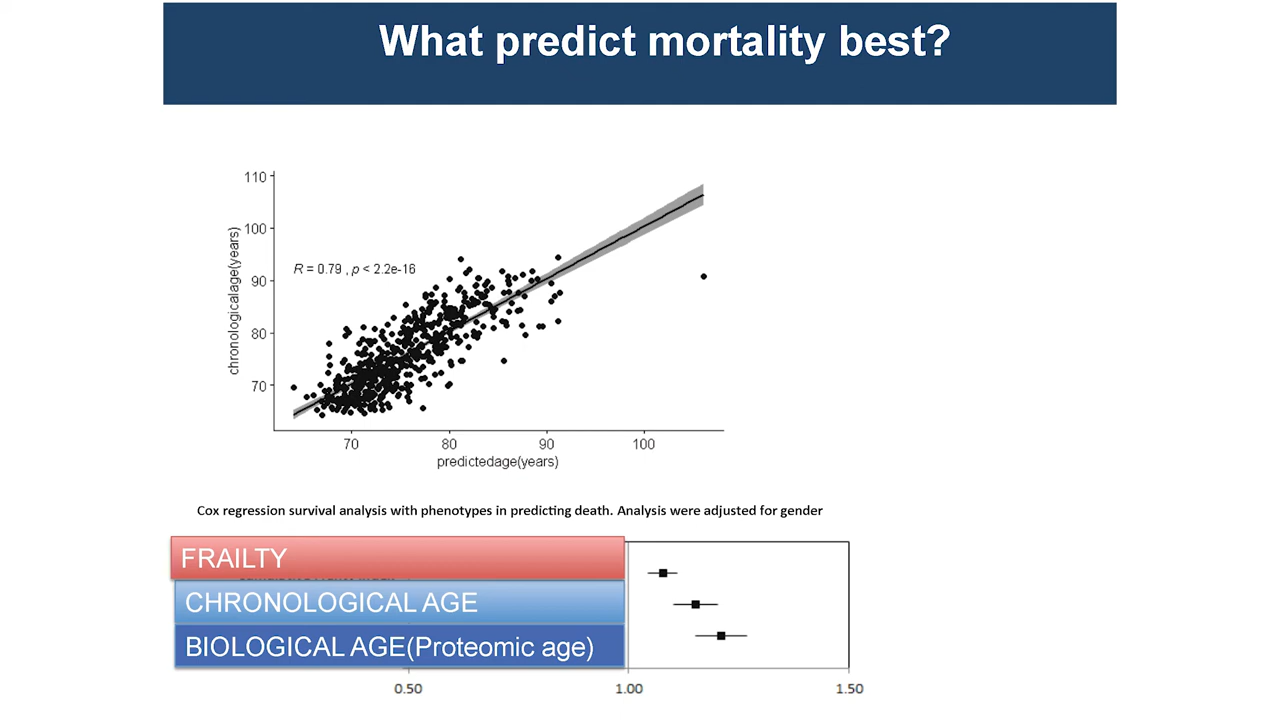 What predict mortality best?
110
100
90
80
70
chronologicalage(years)
R = 0.79 , p < 2.2e-16
70 80 90 100
predictedage(years)
Cox regression survival analysis with phenotypes in predicting death. Analysis were adjusted for gender
FRAILTY
CHRONOLOGICAL AGE
BIOLOGICAL AGE(Proteomic age)
0.50 1.00 1.50